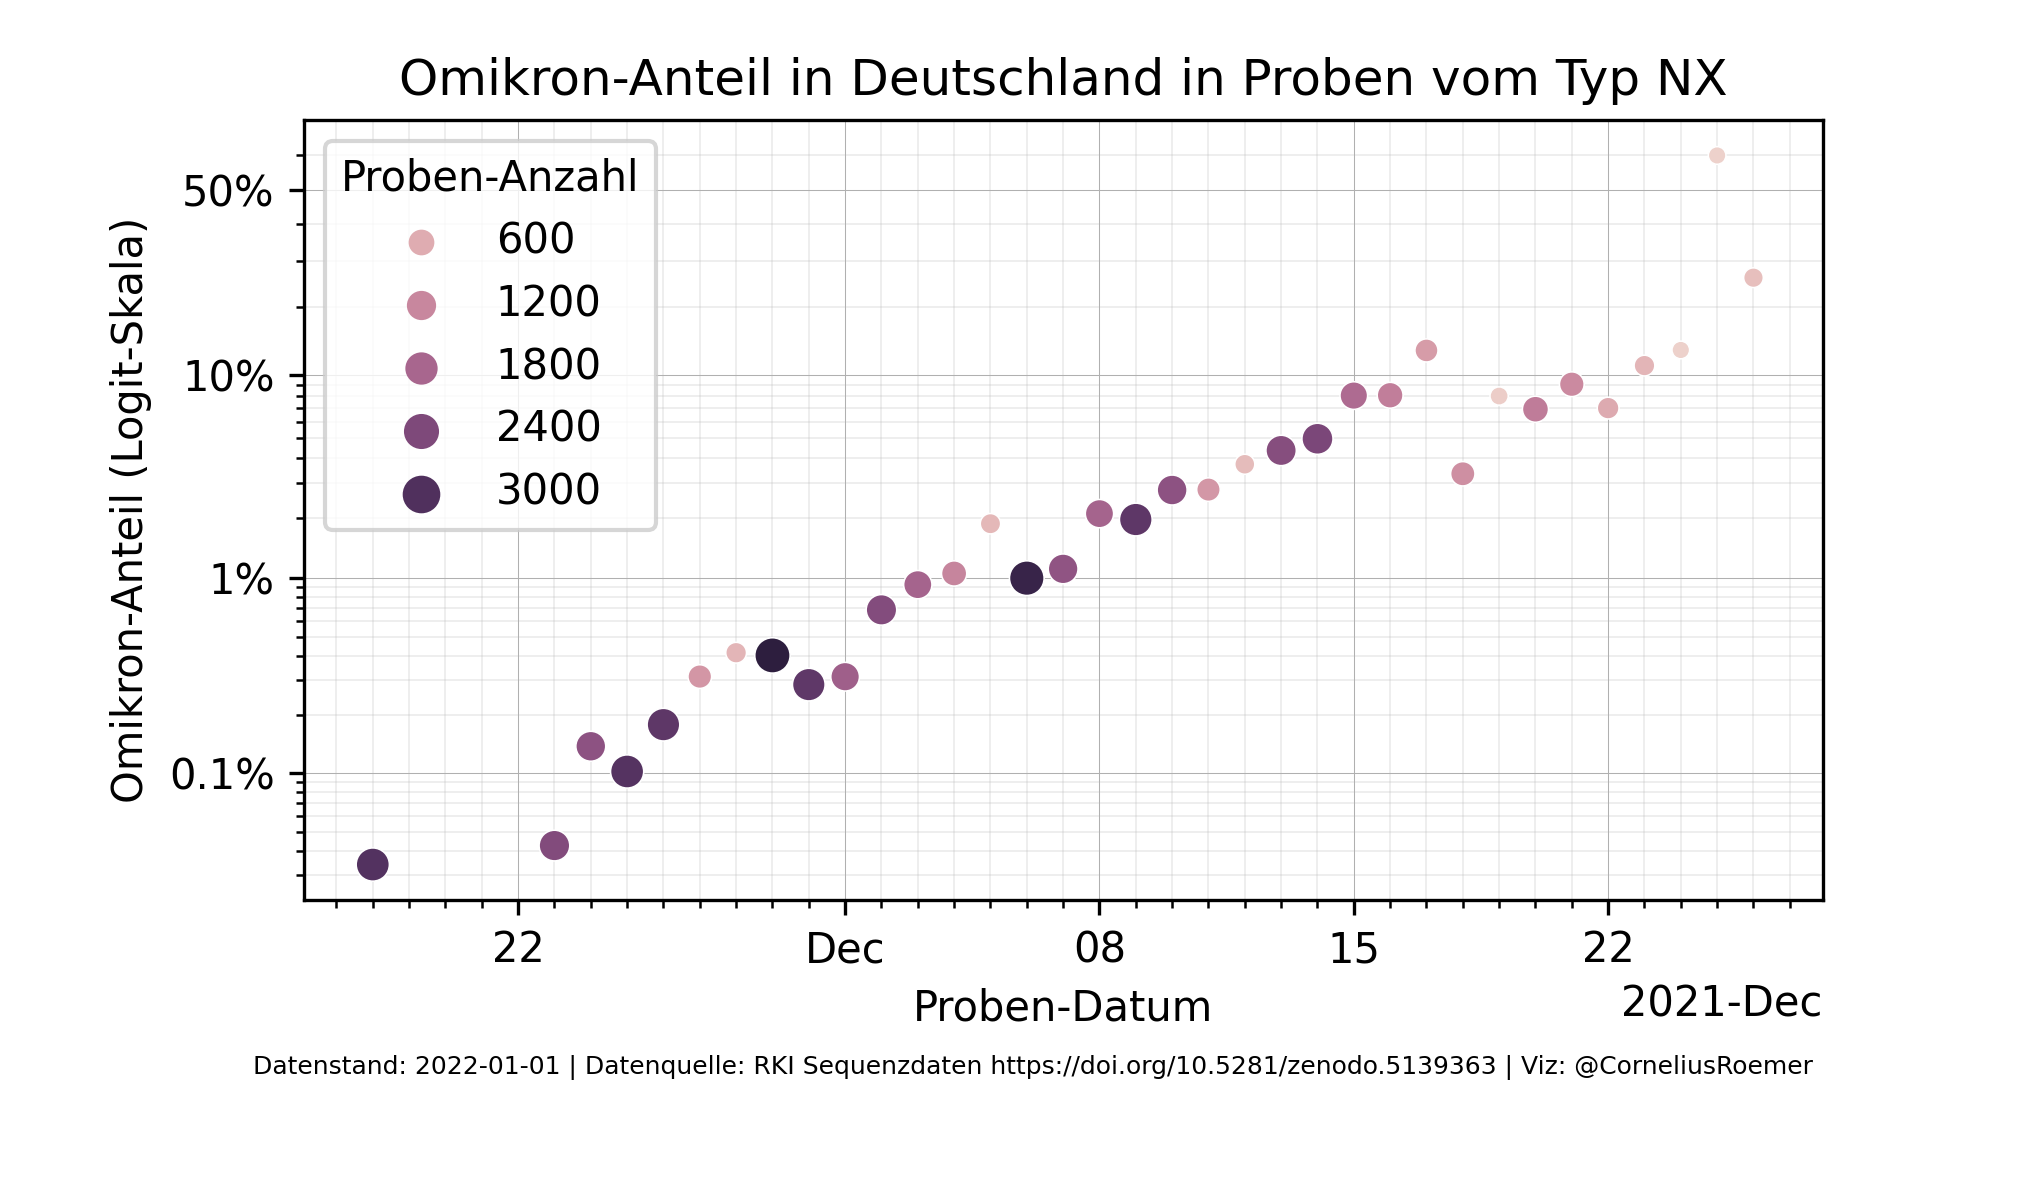 Omikron-Anteil in Deutschland in Proben vom Typ NX
Omikron-Anteil (Logit-Skala)
50%
10%
1%
0.1%
Proben-Anzahl
600
1200
1800
2400
3000
22 Dec 08 15 22
Proben-Datum
2021-Dec
Datenstand: 2022-01-01 | Datenquelle: RKI Sequenzdaten https://doi.org/10.5281/zenodo.5139363 | Viz: @CorneliusRoemer